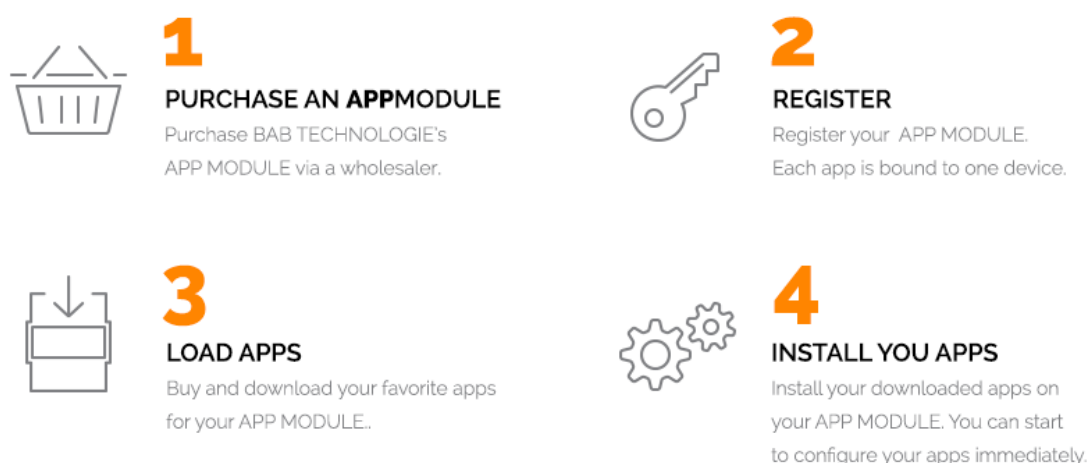 1
PURCHASE AN APPMODULE
Purchase BAB TECHNOLOGIE's
APP MODULE via a wholesaler.
2
REGISTER
Register your APP MODULE.
Each app is bound to one device.
3
LOAD APPS
Buy and download your favorite apps
for your APP MODULE..
4
INSTALL YOU APPS
Install your downloaded apps on
your APP MODULE. You can start
to configure your apps immediately.